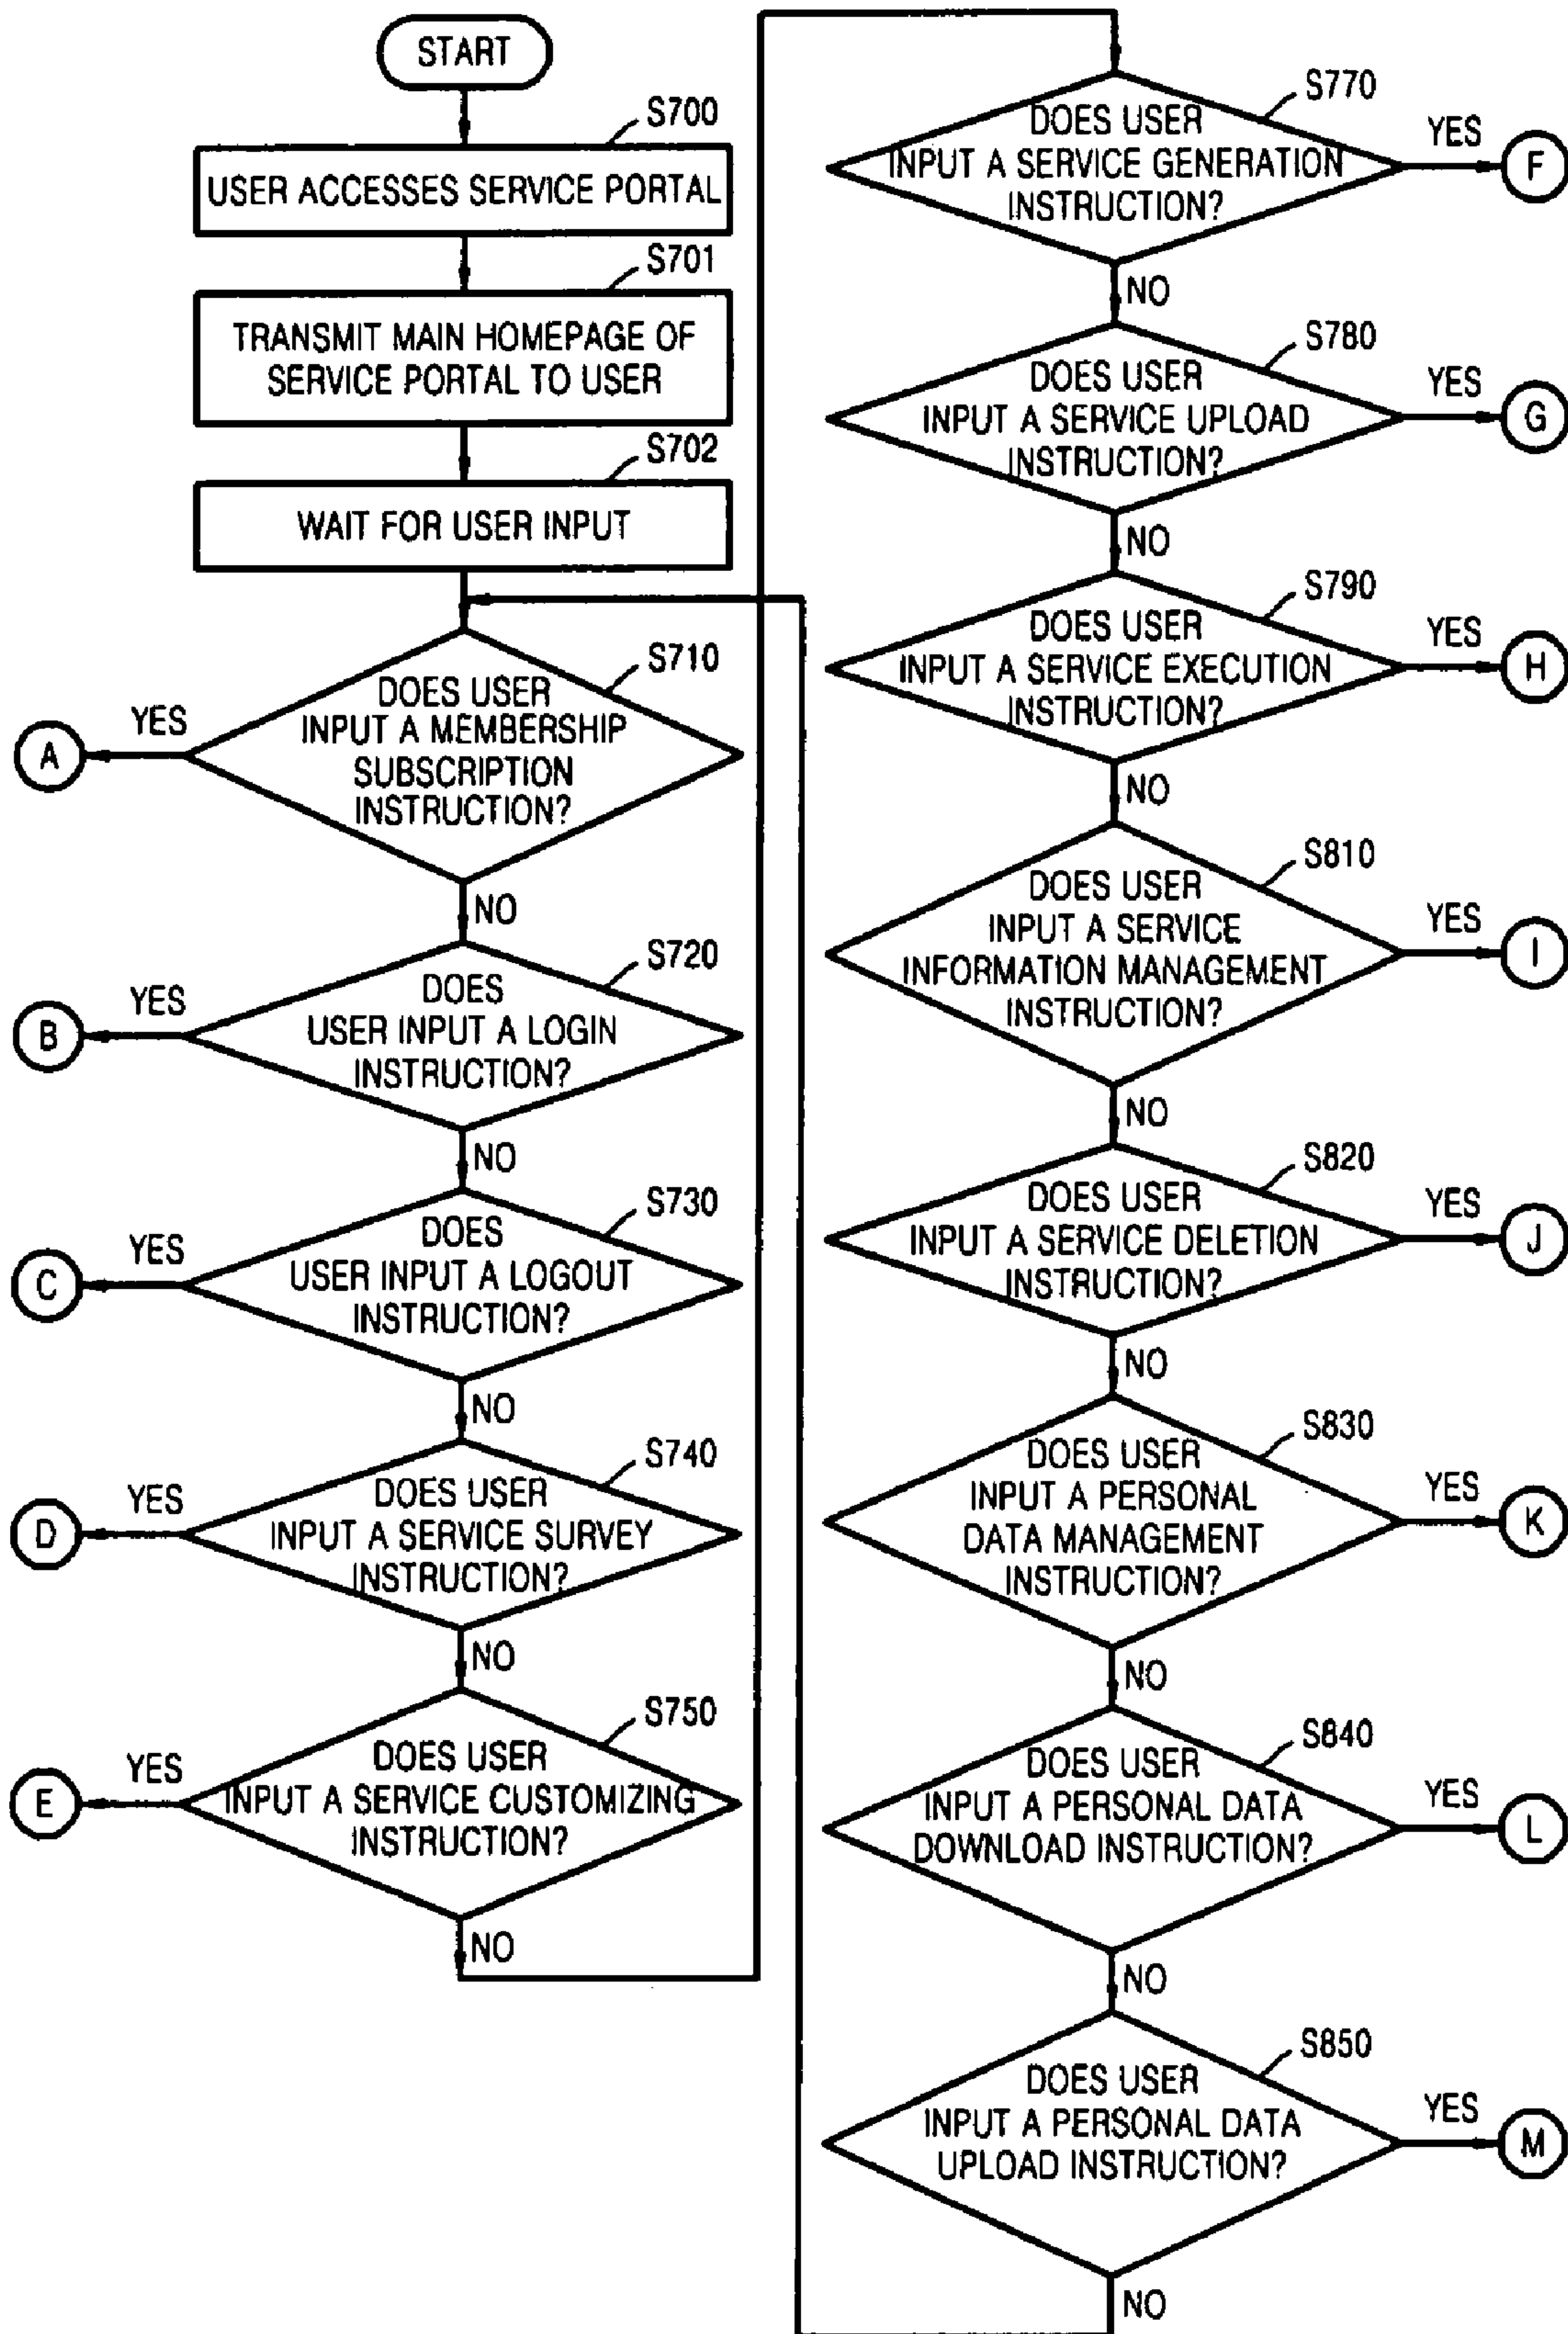 START
S700
USER ACCESSES SERVICE PORTAL
S701
TRANSMIT MAIN HOMEPAGE OF
SERVICE PORTAL TO USER
S702
WAIT FOR USER INPUT
S710
DOES USER
INPUT A MEMBERSHIP
SUBSCRIPTION
INSTRUCTION?
YES
A
NO
S720
DOES
USER INPUT A LOGIN
INSTRUCTION?
YES
B
NO
S730
DOES
USER INPUT A LOGOUT
INSTRUCTION?
YES
C
NO
S740
DOES USER
INPUT A SERVICE SURVEY
INSTRUCTION?
YES
D
NO
S750
DOES USER
INPUT A SERVICE CUSTOMIZING
INSTRUCTION?
YES
E
NO
S770
DOES USER
INPUT A SERVICE GENERATION
INSTRUCTION?
YES
F
NO
S780
DOES USER
INPUT A SERVICE UPLOAD
INSTRUCTION?
YES
G
NO
S790
DOES USER
INPUT A SERVICE EXECUTION
INSTRUCTION?
YES
H
NO
S810
DOES USER
INPUT A SERVICE
INFORMATION MANAGEMENT
INSTRUCTION?
YES
I
NO
S820
DOES USER
INPUT A SERVICE DELETION
INSTRUCTION?
YES
J
NO
S830
DOES USER
INPUT A PERSONAL
DATA MANAGEMENT
INSTRUCTION?
YES
K
NO
S840
DOES USER
INPUT A PERSONAL DATA
DOWNLOAD INSTRUCTION?
YES
L
NO
S850
DOES USER
INPUT A PERSONAL DATA
UPLOAD INSTRUCTION?
YES
M
NO